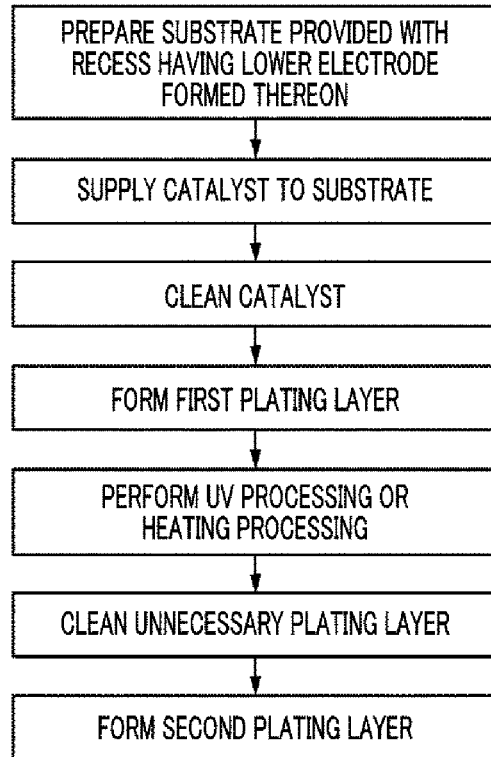 PREPARE SUBSTRATE PROVIDED WITH
RECESS HAVING LOWER ELECTRODE
FORMED THEREON
SUPPLY CATALYST TO SUBSTRATE
CLEAN CATALYST
FORM FIRST PLATING LAYER
PERFORM UV PROCESSING OR
HEATING PROCESSING
CLEAN UNNECESSARY PLATING LAYER
FORM SECOND PLATING LAYER